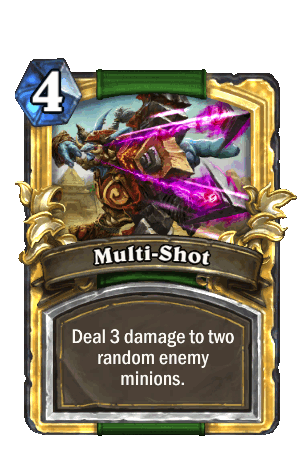 4
Multi-Shot
Deal 3 damage to two
random enemy
minions.